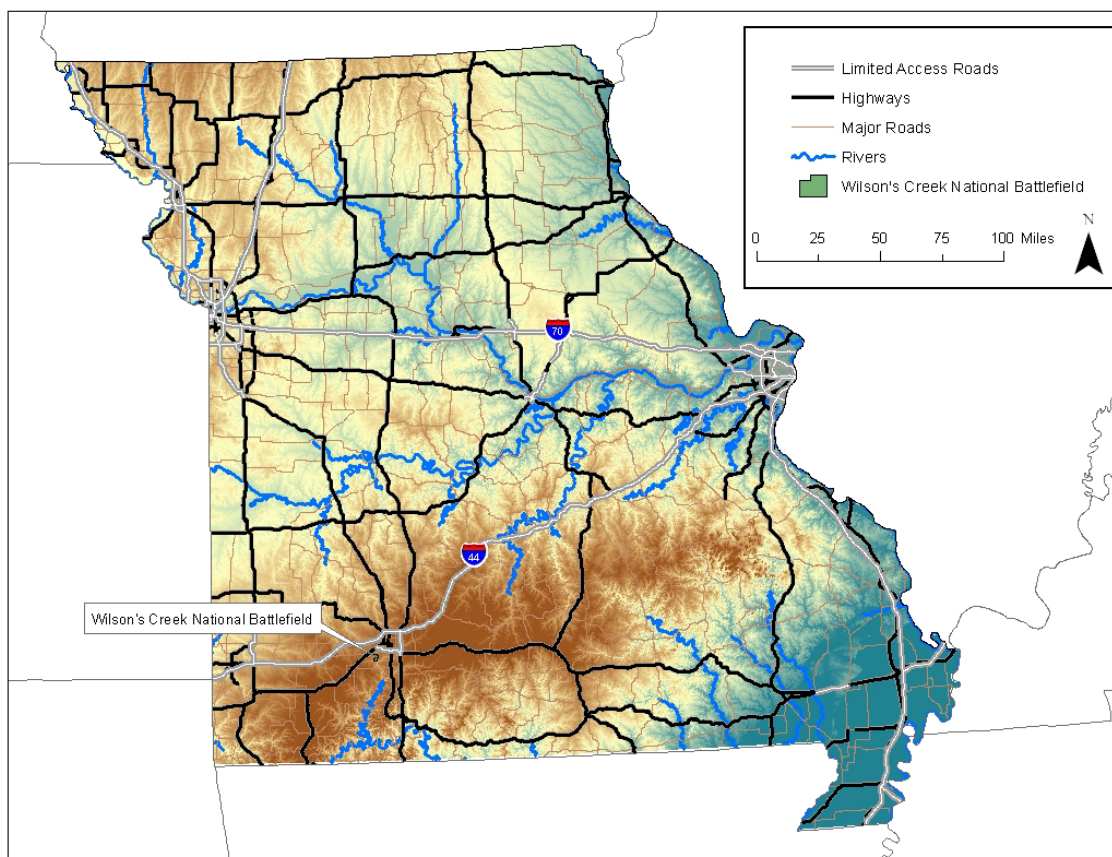 Limited Access Roads
Highways
Major Roads
Rivers
Wilson's Creek National Battlefield
N
0 25 50 75 100 Miles
70
44
Wilson's Creek National Battlefield